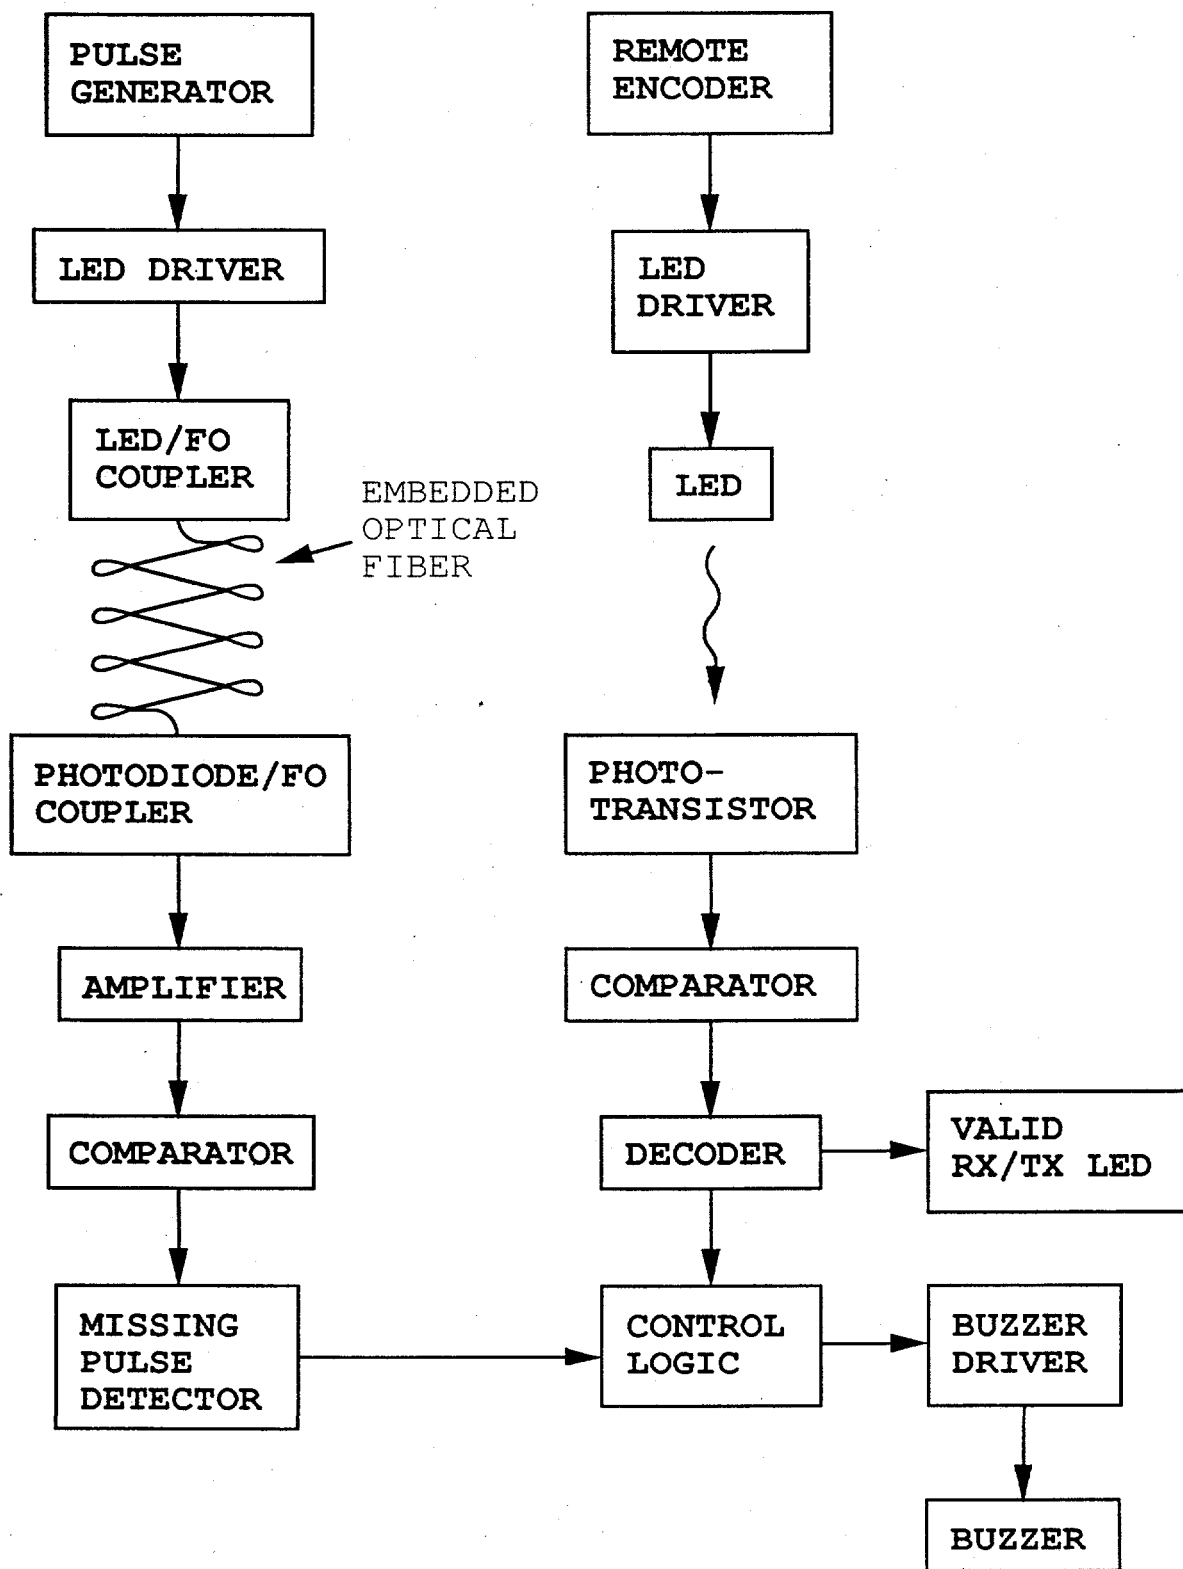 PULSE
GENERATOR
LED DRIVER
LED/FO
COUPLER
EMBEDDED
OPTICAL
FIBER
PHOTODIODE/FO
COUPLER
AMPLIFIER
COMPARATOR
MISSING
PULSE
DETECTOR
REMOTE
ENCODER
LED
DRIVER
LED
PHOTO-
TRANSISTOR
COMPARATOR
DECODER
VALID
RX/TX LED
CONTROL
LOGIC
BUZZER
DRIVER
BUZZER